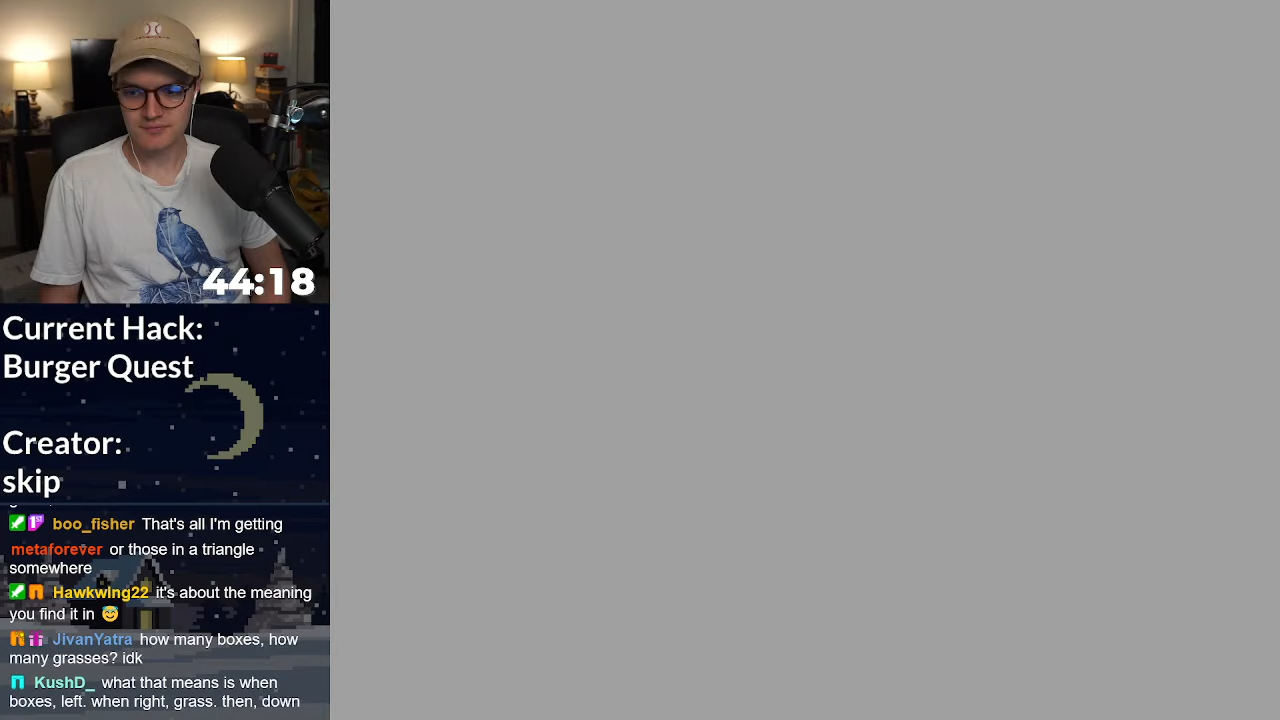 44:18
Current Hack:
Burger Quest
Creator:
skip
boo_fisher That's all I'm getting
metaforever or those in a triangle
somewhere
Hawkwlng22 it's about the meaning
you find it in 😇
JivanYatra how many boxes, how
many grasses? idk
KushD_ what that means is when
boxes, left. when right, grass. then, down